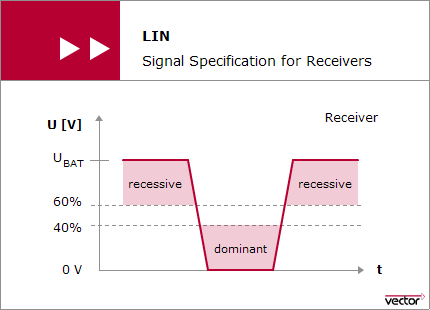 LIN
Signal Specification for Receivers
Receiver
U [V]
UBAT
recessive
recessive
60%
40%
dominant
0 V
t
vector